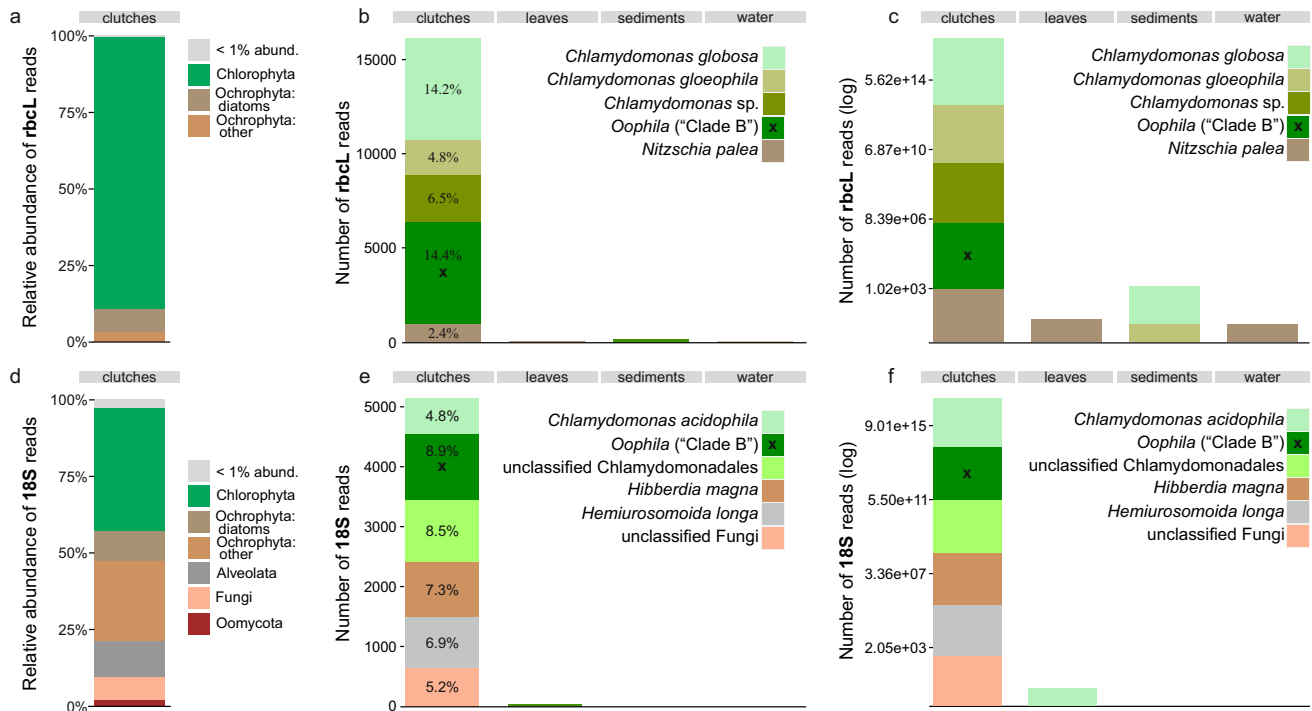 a
clutches
100%
75%
50%
25%
0%
Relative abundance of rbcL reads
< 1% abund.
Chlorophyta
Ochrophyta:
diatoms
Ochrophyta:
other
b
clutches leaves sediments water
15000
10000
5000
0
Number of rbcL reads
14.2%
4.8%
6.5%
14.4%
x
2.4%
Chlamydomonas globosa
Chlamydomonas gloeophila
Chlamydomonas sp.
Oophila (“Clade B”) x
Nitzschia palea
c
clutches leaves sediments water
5.62e+14
6.87e+10
8.39e+06
1.02e+03
Number of rbcL reads (log)
x
Chlamydomonas globosa
Chlamydomonas gloeophila
Chlamydomonas sp.
Oophila (“Clade B”) x
Nitzschia palea
d
clutches
100%
75%
50%
25%
0%
Relative abundance of 18S reads
< 1% abund.
Chlorophyta
Ochrophyta:
diatoms
Ochrophyta:
other
Alveolata
Fungi
Oomycota
e
clutches leaves sediments water
5000
4000
3000
2000
1000
0
Number of 18S reads
4.8%
8.9%
x
8.5%
7.3%
6.9%
5.2%
Chlamydomonas acidophila
Oophila (“Clade B”) x
unclassified Chlamydomonadales
Hibberdia magna
Hemiurosomoida longa
unclassified Fungi
f
clutches leaves sediments water
9.01e+15
5.50e+11
3.36e+07
2.05e+03
Number of 18S reads (log)
x
Chlamydomonas acidophila
Oophila (“Clade B”) x
unclassified Chlamydomonadales
Hibberdia magna
Hemiurosomoida longa
unclassified Fungi